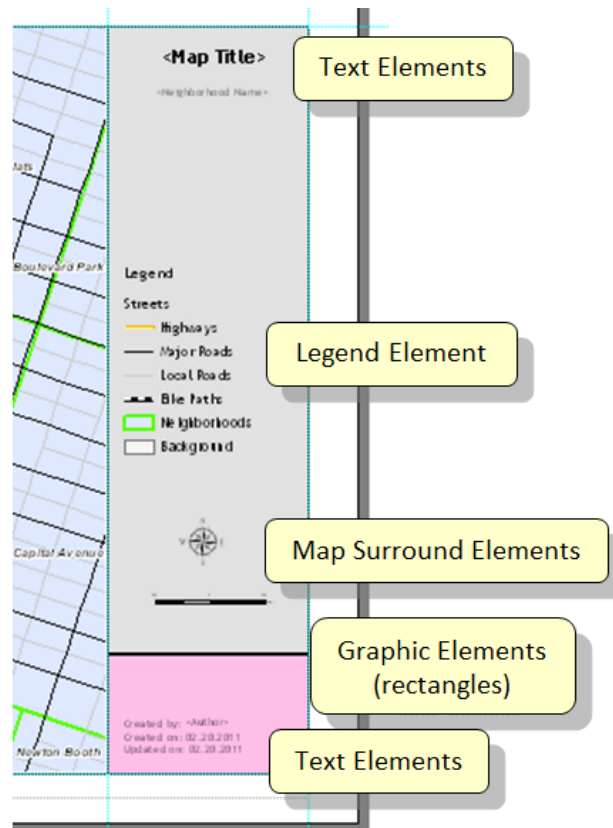 <Map Title>
Text Elements
<Neighborhood Name>
Boulevard Park
Legend
Streets
Highways
Legend Element
Major Roads
Local Roads
Bike Paths
Neighborhoods
Background
N
W E
Map Surround Elements
Capital Avenue
Graphic Elements
(rectangles)
Created by: <Author>
Created on: 02.20.2011
Updated on: 02.20.2011
Newton Booth
Text Elements